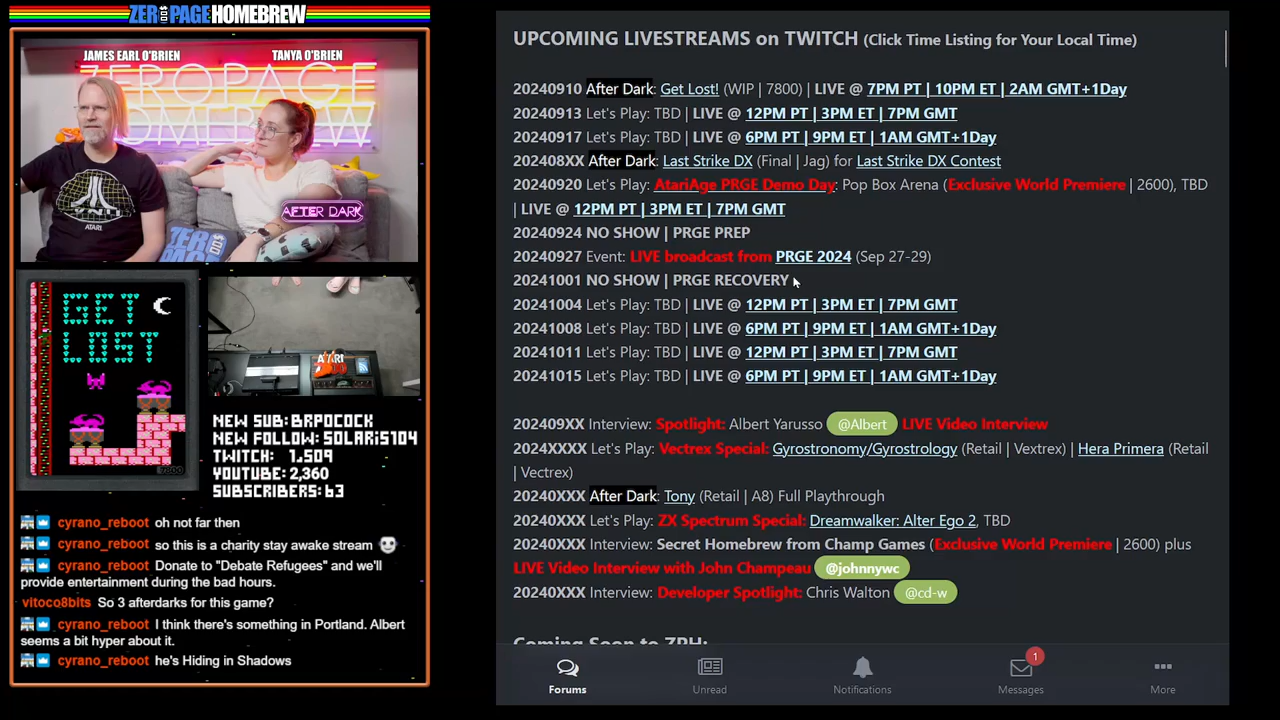 ZEROPAGE HOMEBREW
JAMES EARL O'BRIEN
TANYA O'BRIEN
ZEROPAGE
HOMEBREW
ATARI
AFTER DARK
ZERO
PAGE
GET
LOST
7800
ATARI
NEW SUB:BRPOCOCK
NEW FOLLOW:SOLARIS104
TWITCH: 1,509
YOUTUBE: 2,360
SUBSCRIBERS: 63
cyrano_reboot oh not far then
cyrano_reboot so this is a charity stay awake stream
cyrano_reboot Donate to "Debate Refugees" and we'll
provide entertainment during the bad hours.
vitoco8bits So 3 afterdarks for this game?
cyrano_reboot I think there's something in Portland. Albert
seems a bit hyper about it.
cyrano_reboot he's Hiding in Shadows
UPCOMING LIVESTREAMS on TWITCH (Click Time Listing for Your Local Time)
20240910 After Dark: Get Lost! (WIP | 7800) | LIVE @ 7PM PT | 10PM ET | 2AM GMT+1Day
20240913 Let's Play: TBD | LIVE @ 12PM PT | 3PM ET | 7PM GMT
20240917 Let's Play: TBD | LIVE @ 6PM PT | 9PM ET | 1AM GMT+1Day
202408XX After Dark: Last Strike DX (Final | Jag) for Last Strike DX Contest
20240920 Let's Play: AtariAge PRGE Demo Day: Pop Box Arena (Exclusive World Premiere | 2600), TBD
| LIVE @ 12PM PT | 3PM ET | 7PM GMT
20240924 NO SHOW | PRGE PREP
20240927 Event: LIVE broadcast from PRGE 2024 (Sep 27-29)
20241001 NO SHOW | PRGE RECOVERY
20241004 Let's Play: TBD | LIVE @ 12PM PT | 3PM ET | 7PM GMT
20241008 Let's Play: TBD | LIVE @ 6PM PT | 9PM ET | 1AM GMT+1Day
20241011 Let's Play: TBD | LIVE @ 12PM PT | 3PM ET | 7PM GMT
20241015 Let's Play: TBD | LIVE @ 6PM PT | 9PM ET | 1AM GMT+1Day
202409XX Interview: Spotlight: Albert Yarusso @Albert LIVE Video Interview
2024XXXX Let's Play: Vectrex Special: Gyrostronomy/Gyrostrology (Retail | Vextrex) | Hera Primera (Retail
| Vectrex)
20240XXX After Dark: Tony (Retail | A8) Full Playthrough
20240XXX Let's Play: ZX Spectrum Special: Dreamwalker: Alter Ego 2, TBD
20240XXX Interview: Secret Homebrew from Champ Games (Exclusive World Premiere | 2600) plus
LIVE Video Interview with John Champeau @johnnywc
20240XXX Interview: Developer Spotlight: Chris Walton @cd-w
Coming Soon to ZPH:
1
Forums
Unread
Notifications
Messages
More